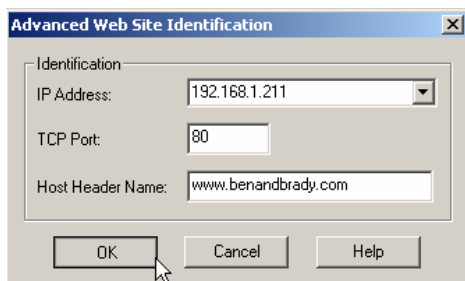 Advanced Web Site Identification
Identification
IP Address: 192.168.1.211
TCP Port: 80
Host Header Name: www.benandbrady.com
OK Cancel Help